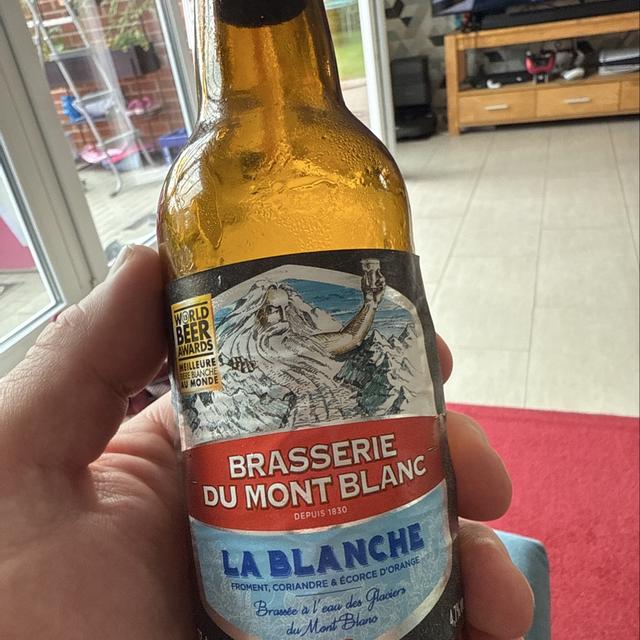 WORLD
BEER
AWARDS
MEILLEURE
BIÈRE BLANCHE
AU MONDE
BRASSERIE
DU MONT BLANC
DEPUIS 1830
LA BLANCHE
FROMENT, CORIANDRE & ÉCORCE D'ORANGE
Brassée à l'eau des Glaciers
du Mont Blanc